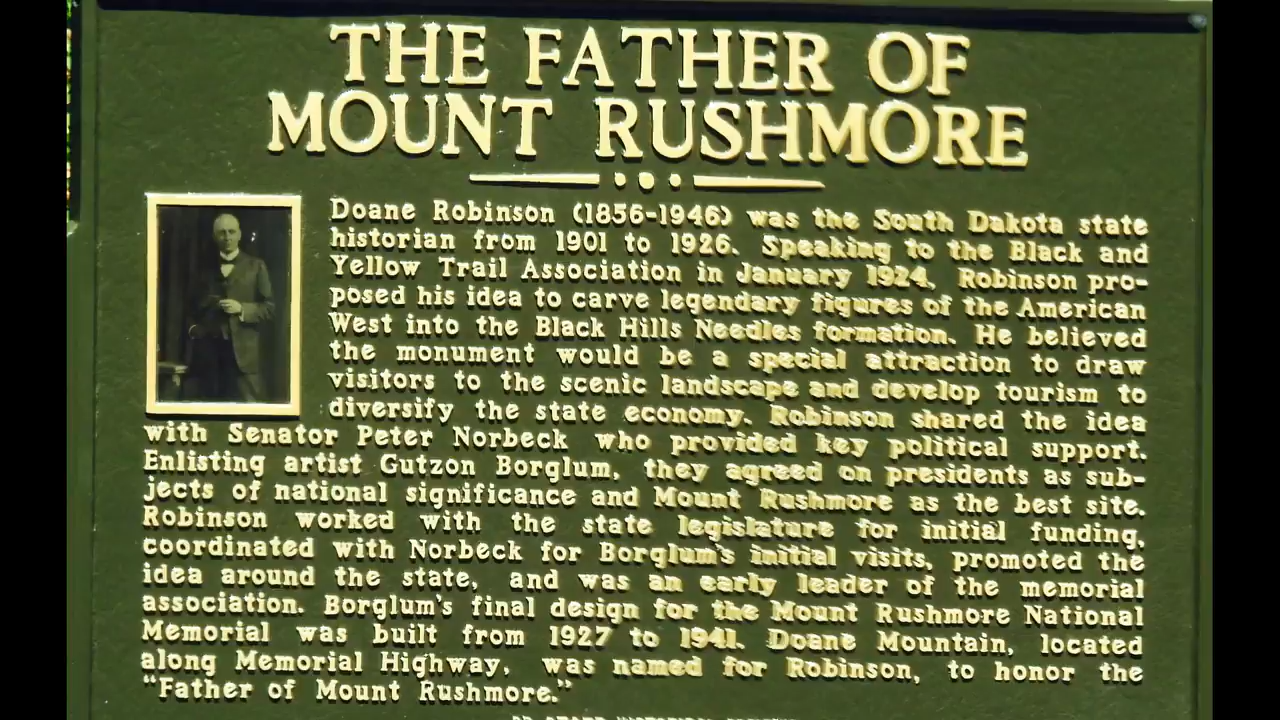 THE FATHER OF
MOUNT RUSHMORE
Doane Robinson (1856-1946) was the South Dakota state
historian from 1901 to 1926. Speaking to the Black and
Yellow Trail Association in January 1924, Robinson pro-
posed his idea to carve legendary figures of the American
West into the Black Hills Needles formation. He believed
the monument would be a special attraction to draw
visitors to the scenic landscape and develop tourism to
diversify the state economy. Robinson shared the idea
with Senator Peter Norbeck who provided key political support.
Enlisting artist Gutzon Borglum, they agreed on presidents as sub-
jects of national significance and Mount Rushmore as the best site.
Robinson worked with the state legislature for initial funding,
coordinated with Norbeck for Borglum's initial visits, promoted the
idea around the state, and was an early leader of the memorial
association. Borglum's final design for the Mount Rushmore National
Memorial was built from 1927 to 1941. Doane Mountain, located
along Memorial Highway, was named for Robinson, to honor the
"Father of Mount Rushmore."